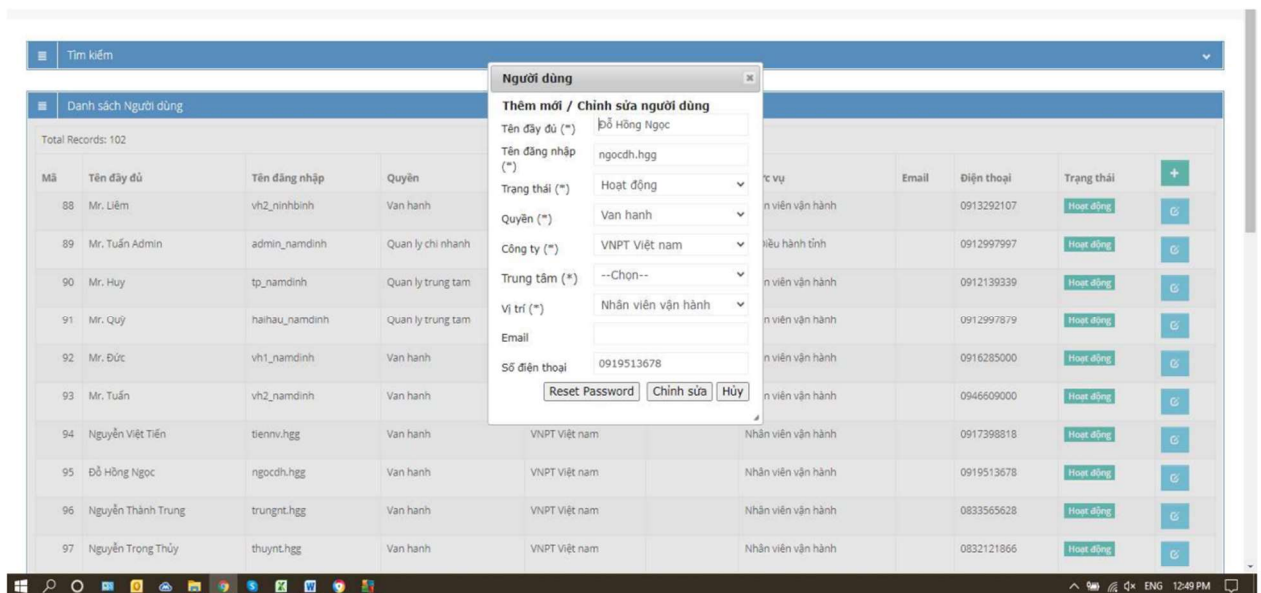 Tìm kiếm
Danh sách Người dùng
Total Records: 102
Mã Tên đầy đủ Tên đăng nhập Quyền ức vụ Email Điện thoại Trạng thái +
88 Mr. Liêm vh2_ninhbinh Van hanh n viên vận hành 0913292107 Hoạt động
89 Mr. Tuấn Admin admin_namdinh Quan ly chi nhanh Điều hành tỉnh 0912997997 Hoạt động
90 Mr. Huy tp_namdinh Quan ly trung tam n viên vận hành 0912139339 Hoạt động
91 Mr. Quý haihau_namdinh Quan ly trung tam n viên vận hành 0912997879 Hoạt động
92 Mr. Đức vh1_namdinh Van hanh n viên vận hành 0916285000 Hoạt động
93 Mr. Tuấn vh2_namdinh Van hanh n viên vận hành 0946609000 Hoạt động
94 Nguyễn Việt Tiến tiennv.hgg Van hanh VNPT Việt nam Nhân viên vận hành 0917398818 Hoạt động
95 Đỗ Hồng Ngọc ngocdh.hgg Van hanh VNPT Việt nam Nhân viên vận hành 0919513678 Hoạt động
96 Nguyễn Thành Trung trungnt.hgg Van hanh VNPT Việt nam Nhân viên vận hành 0833565628 Hoạt động
97 Nguyễn Trọng Thủy thuynt.hgg Van hanh VNPT Việt nam Nhân viên vận hành 0832121866 Hoạt động
Người dùng
Thêm mới / Chỉnh sửa người dùng
Tên đầy đủ (*) Đỗ Hồng Ngọc
Tên đăng nhập (*) ngocdh.hgg
Trạng thái (*) Hoạt động
Quyền (*) Van hanh
Công ty (*) VNPT Việt nam
Trung tâm (*) --Chọn--
Vị trí (*) Nhân viên vận hành
Email
Số điện thoại 0919513678
Reset Password Chỉnh sửa Hủy
ENG 12:49 PM